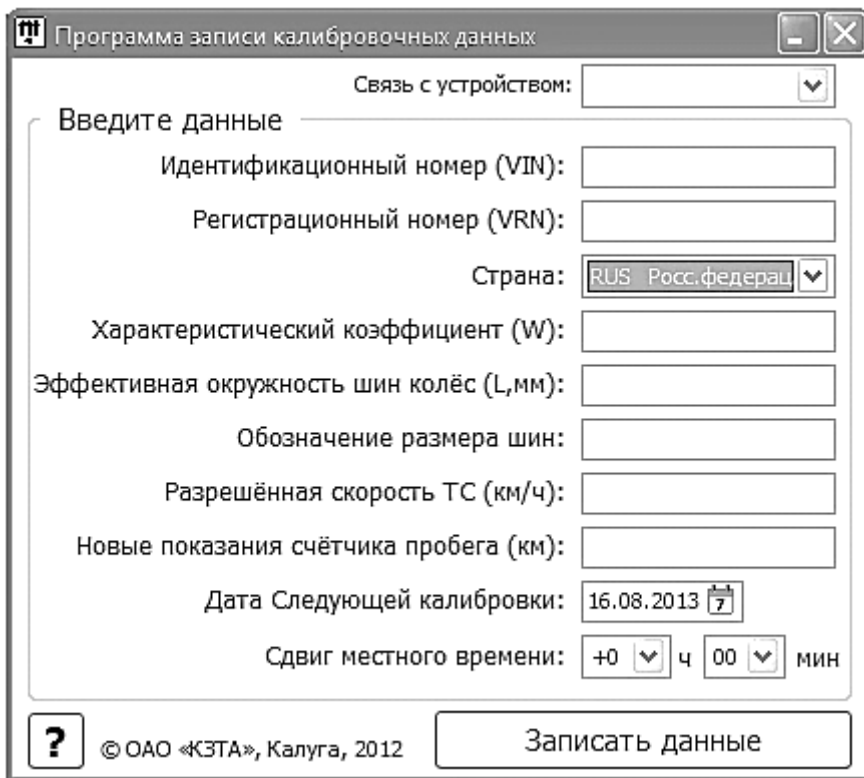 Программа записи калибровочных данных
Связь с устройством:
Введите данные
Идентификационный номер (VIN):
Регистрационный номер (VRN):
Страна: RUS Росс.федерац
Характеристический коэффициент (W):
Эффективная окружность шин колёс (L,мм):
Обозначение размера шин:
Разрешённая скорость ТС (км/ч):
Новые показания счётчика пробега (км):
Дата Следующей калибровки: 16.08.2013 7
Сдвиг местного времени: +0 ч 00 мин
? © ОАО «КЗТА», Калуга, 2012 Записать данные